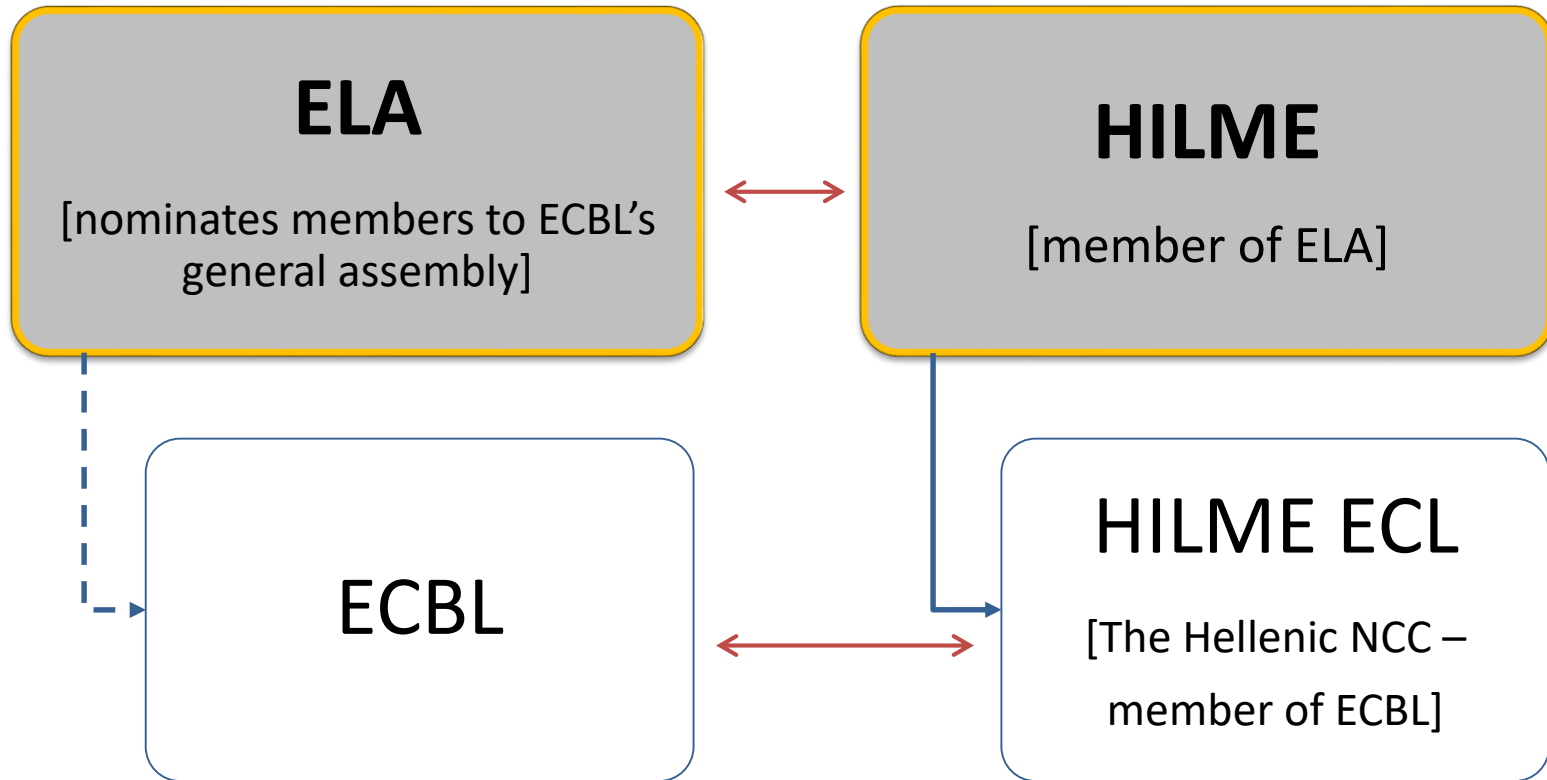 ELA
[nominates members to ECBL’s
general assembly]
HILME
[member of ELA]
ECBL
HILME ECL
[The Hellenic NCC –
member of ECBL]